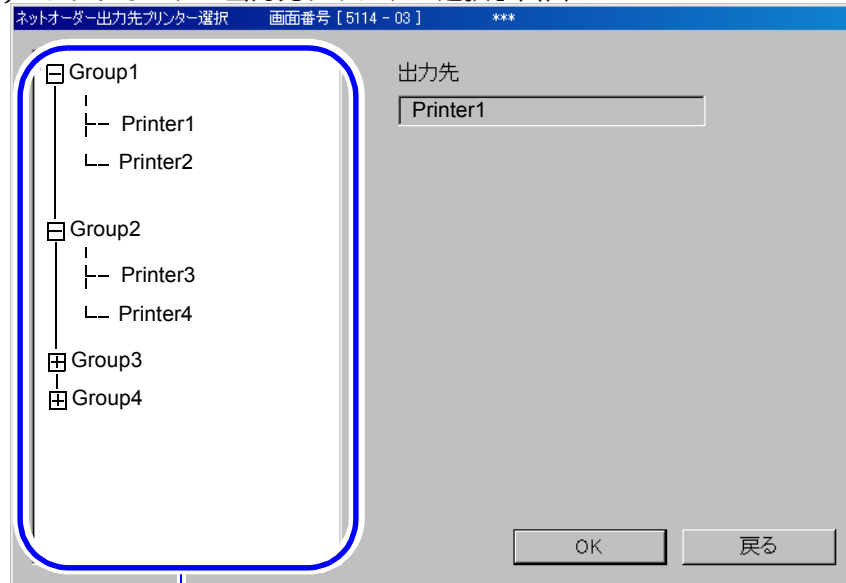 ネットオーダー出力先プリンター選択 画面番号 [ 5114 - 03 ] ***
Group1
Printer1
Printer2
Group2
Printer3
Printer4
Group3
Group4
出力先
Printer1
OK
戻る